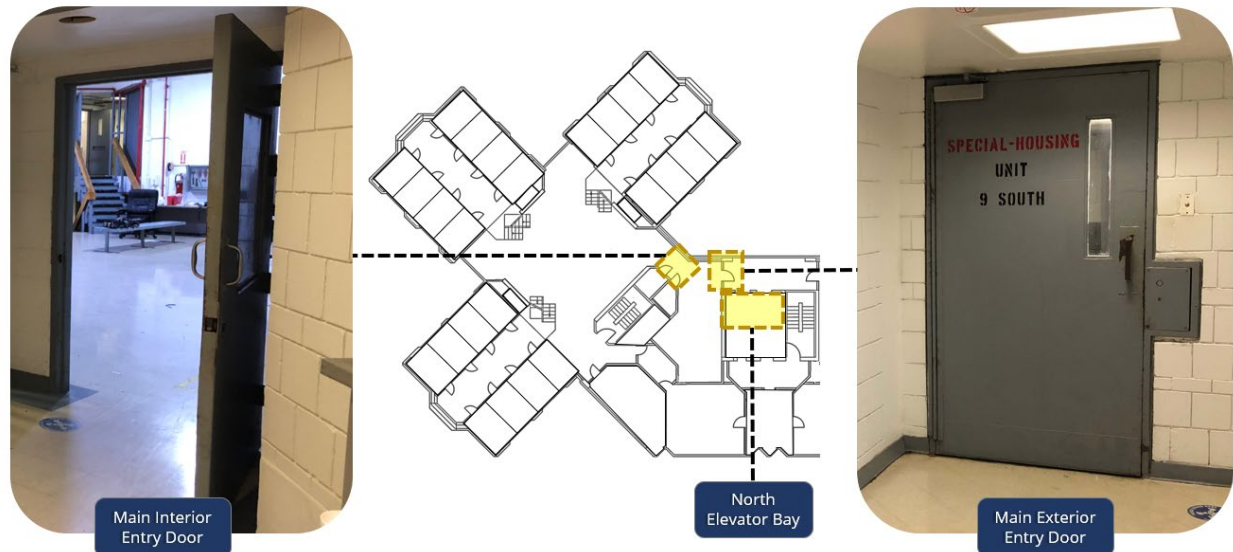 Main Interior
Entry Door
North
Elevator Bay
SPECIAL-HOUSING
UNIT
9 SOUTH
Main Exterior
Entry Door